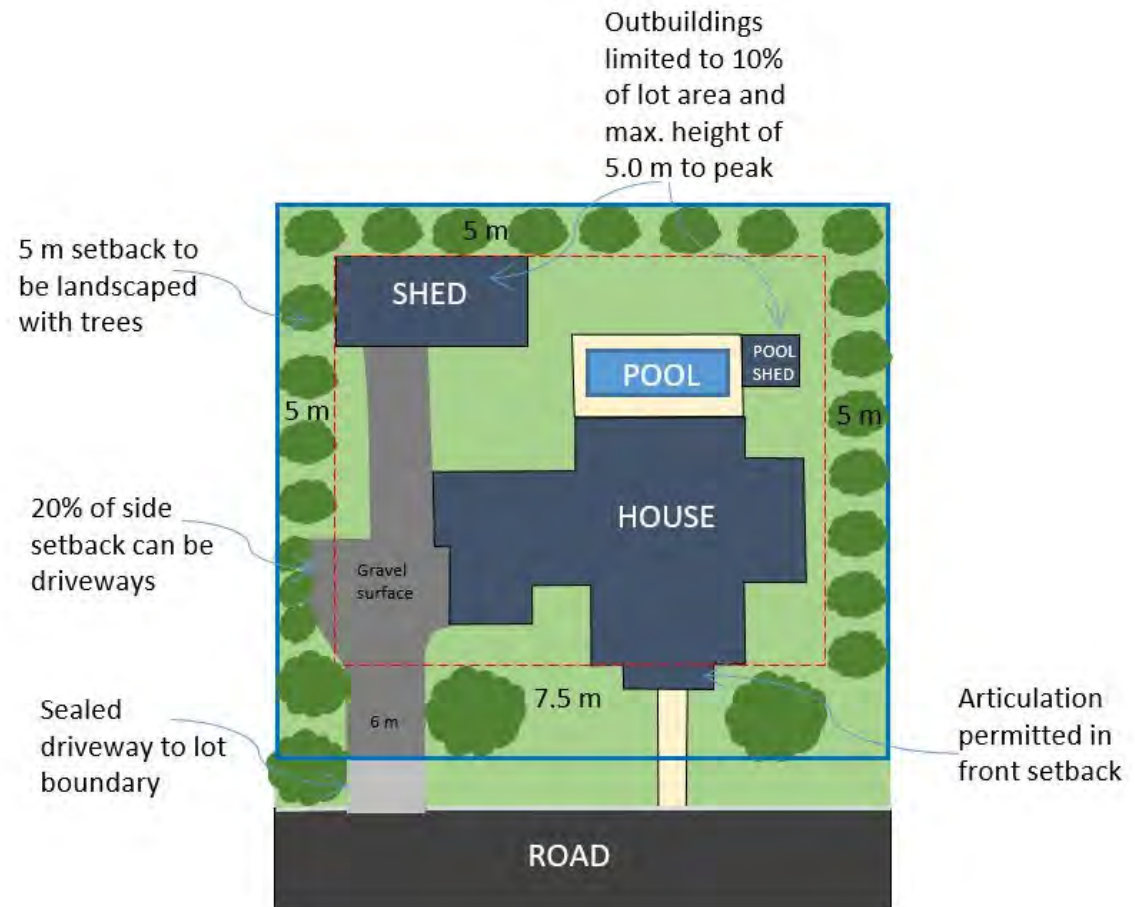 Outbuildings
limited to 10%
of lot area and
max. height of
5.0 m to peak
5 m setback to
be landscaped
with trees
5 m
SHED
POOL
POOL
SHED
5 m
5 m
20% of side
setback can be
driveways
HOUSE
Gravel
surface
Sealed
driveway to lot
boundary
6 m
7.5 m
Articulation
permitted in
front setback
ROAD